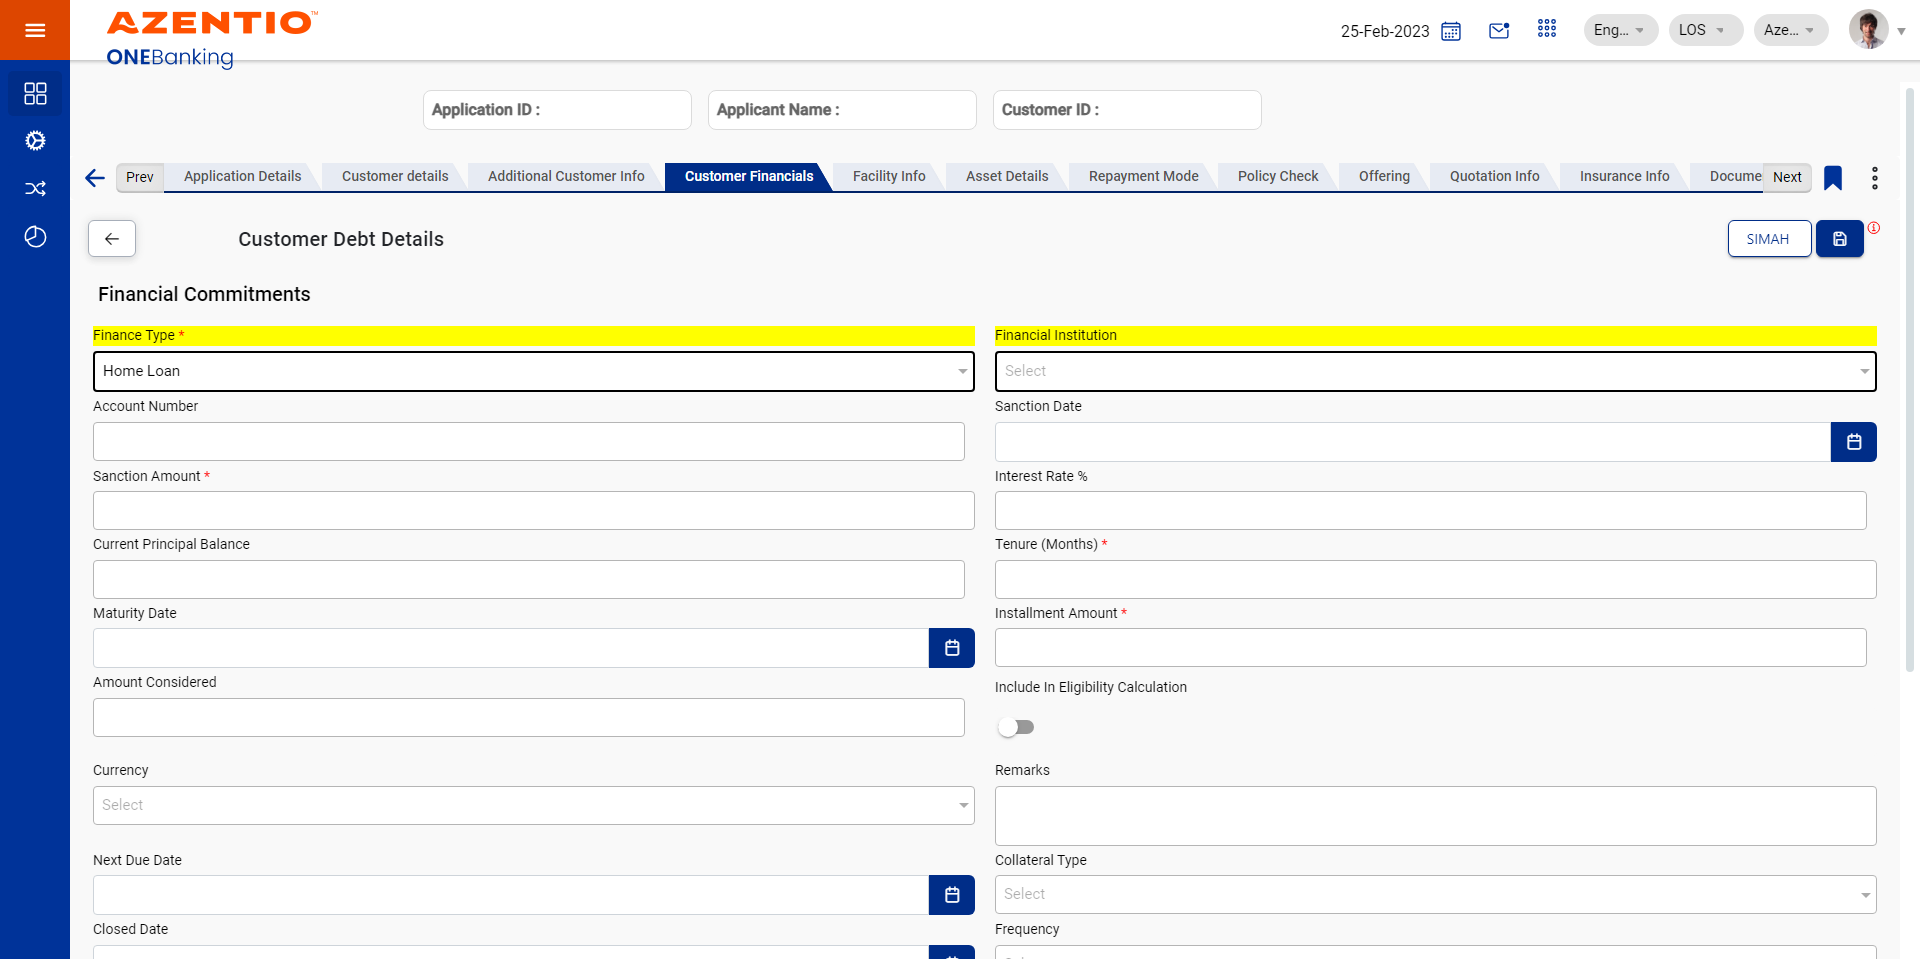 AZENTIO™
ONEBanking
25-Feb-2023
Eng...
LOS
Aze...
Application ID :
Applicant Name :
Customer ID :
Prev
Application Details
Customer details
Additional Customer Info
Customer Financials
Facility Info
Asset Details
Repayment Mode
Policy Check
Offering
Quotation Info
Insurance Info
Docume
Next
Customer Debt Details
SIMAH
Financial Commitments
Finance Type *
Financial Institution
Home Loan
Select
Account Number
Sanction Date
Sanction Amount *
Interest Rate %
Current Principal Balance
Tenure (Months) *
Maturity Date
Installment Amount *
Amount Considered
Include In Eligibility Calculation
Currency
Remarks
Select
Next Due Date
Collateral Type
Select
Closed Date
Frequency